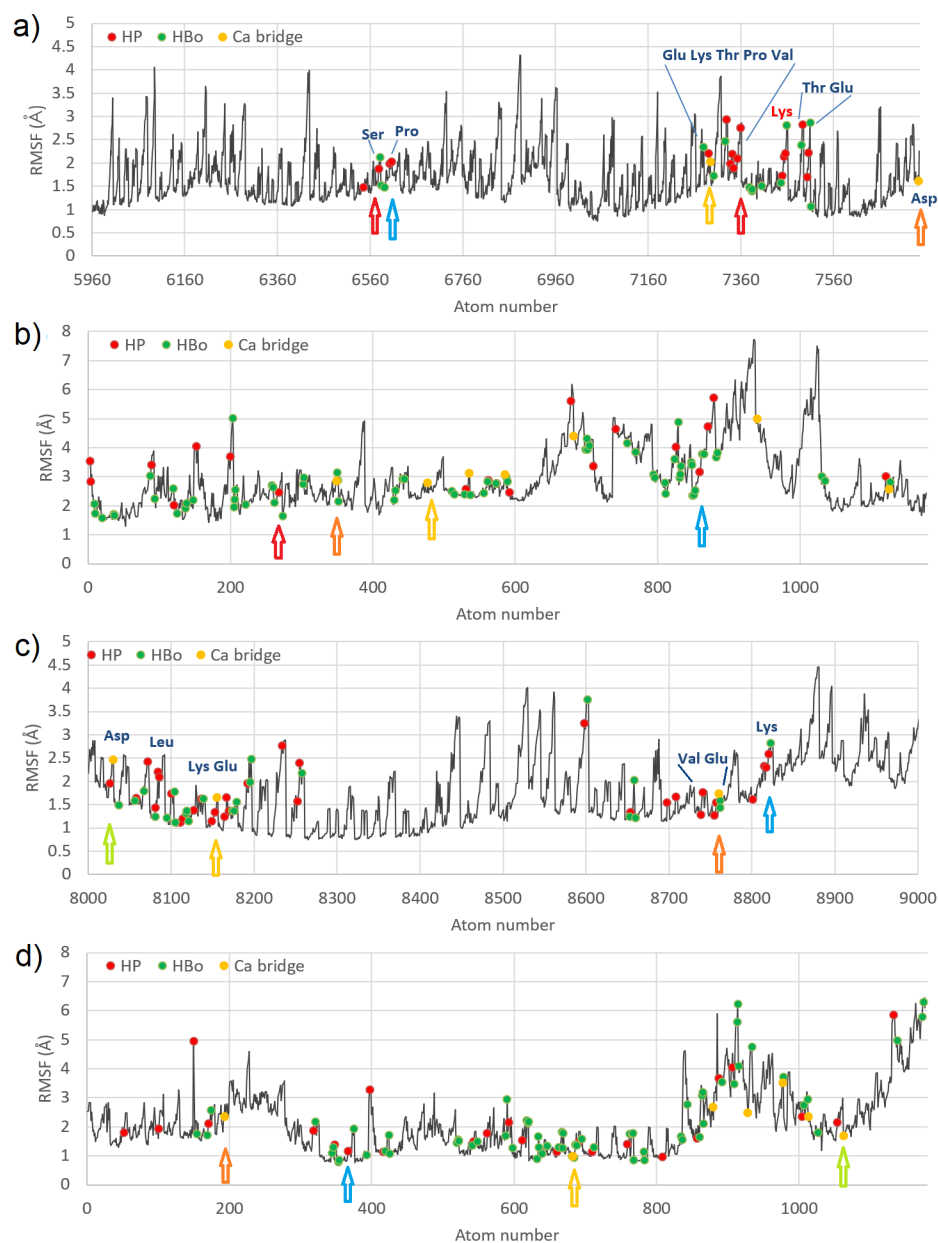 a)
5
HP HBo Ca bridge
4.5
4
Glu Lys Thr Pro Val
3.5
Thr Glu
3
Lys
2.5
Ser Pro
2
1.5
1
Asp
0.5
0
RMSF (Å)
5960 6160 6360 6560 6760 6960 7160 7360 7560
Atom number
b)
8
HP HBo Ca bridge
7
6
5
4
3
2
1
0
RMSF (Å)
0 200 400 600 800 1000
Atom number
c)
5
HP HBo Ca bridge
4.5
4
3.5
3
Asp Leu Lys
2.5
Lys Glu Val Glu
2
1.5
1
0.5
0
RMSF (Å)
8000 8100 8200 8300 8400 8500 8600 8700 8800 8900 9000
Atom number
d)
8
HP HBo Ca bridge
7
6
5
4
3
2
1
0
RMSF (Å)
0 200 400 600 800 1000
Atom number